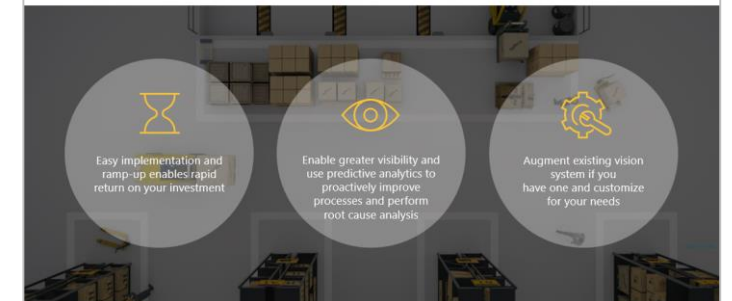 Easy implementation and
ramp-up enables rapid
return on your investment
Enable greater visibility and
use predictive analytics to
proactively improve
processes and perform
root cause analysis
Augment existing vision
system if you
have one and customize
for your needs